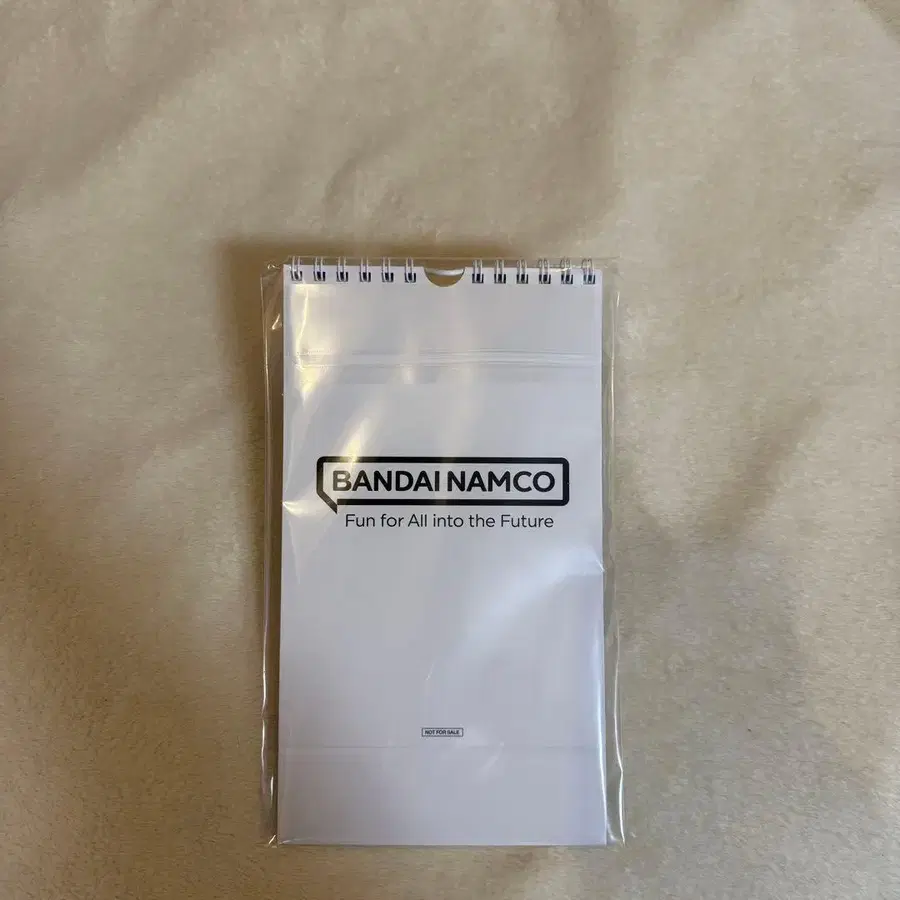 BANDAI NAMCO
Fun for All into the Future
NOT FOR SALE